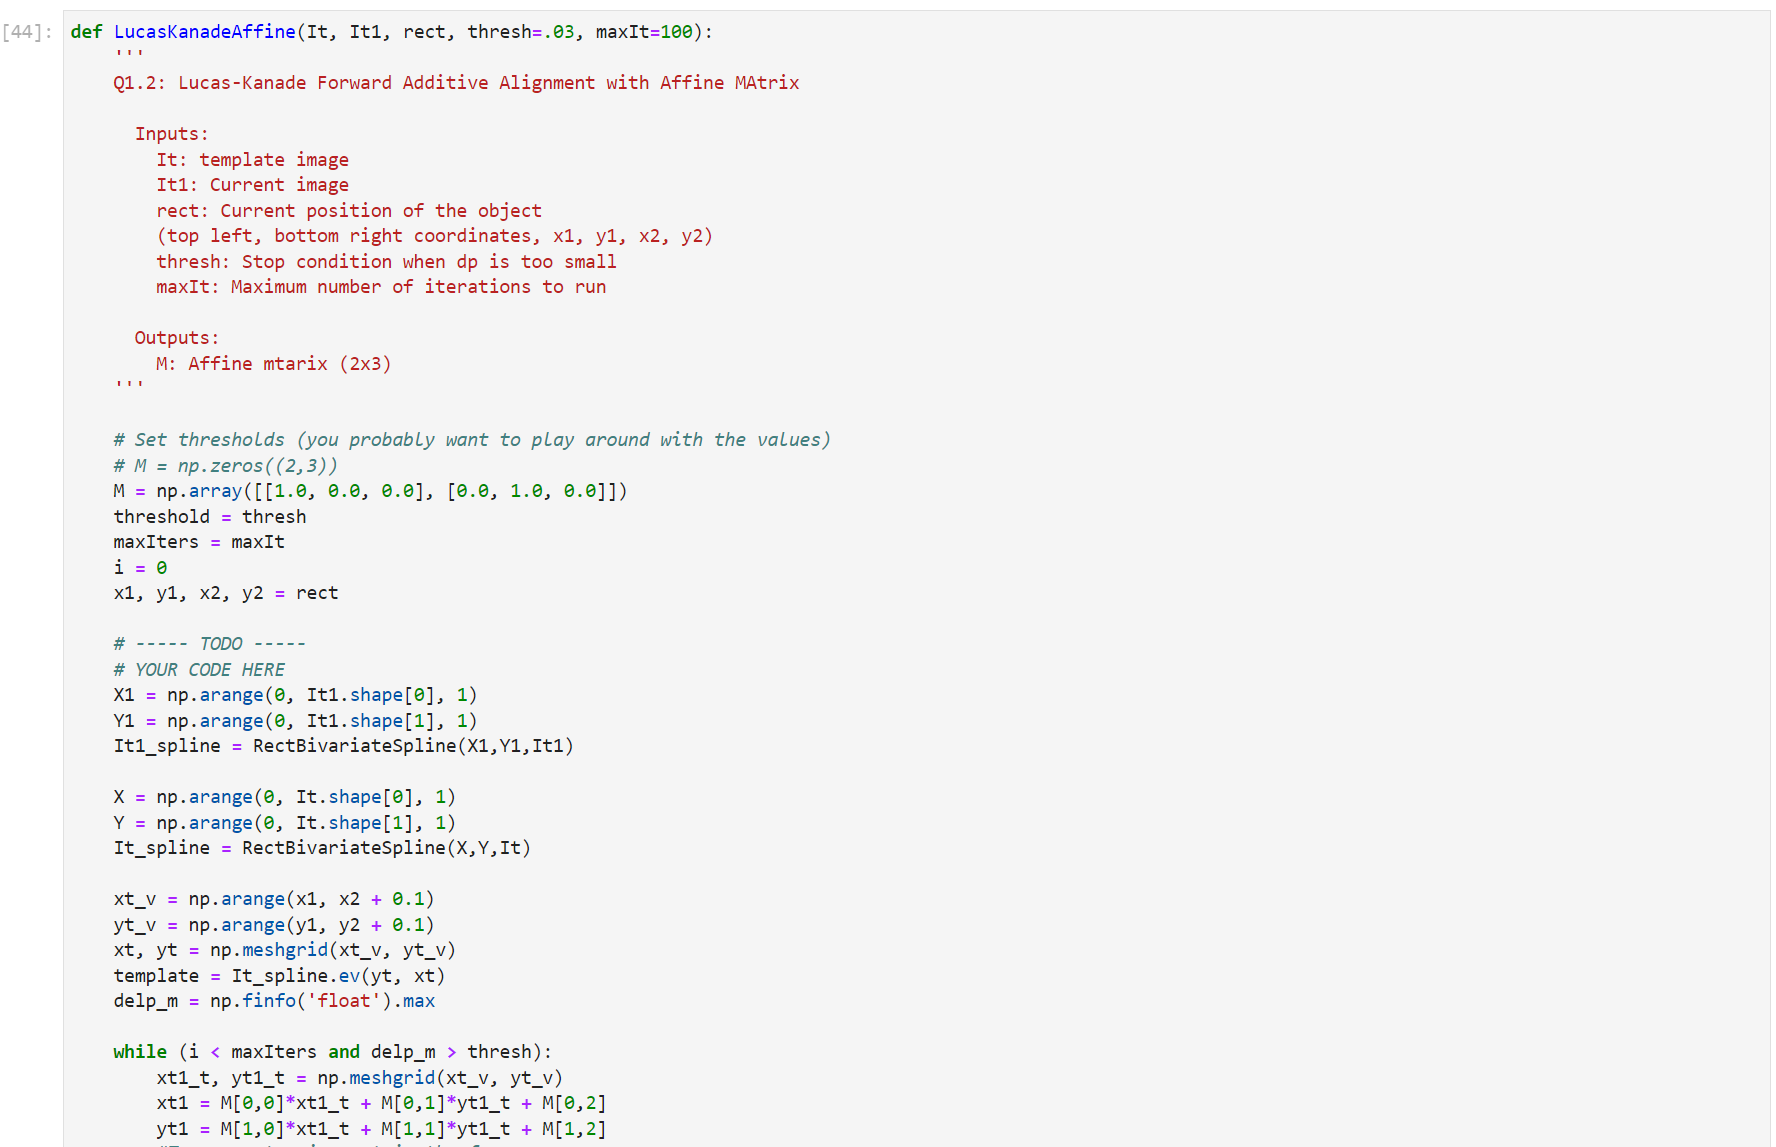 [44]: def LucasKanadeAffine(It, It1, rect, thresh=.03, maxIt=100):
'''
Q1.2: Lucas-Kanade Forward Additive Alignment with Affine MAtrix
Inputs:
It: template image
It1: Current image
rect: Current position of the object
(top left, bottom right coordinates, x1, y1, x2, y2)
thresh: Stop condition when dp is too small
maxIt: Maximum number of iterations to run
Outputs:
M: Affine mtarix (2x3)
'''
# Set thresholds (you probably want to play around with the values)
# M = np.zeros((2,3))
M = np.array([[1.0, 0.0, 0.0], [0.0, 1.0, 0.0]])
threshold = thresh
maxIters = maxIt
i = 0
x1, y1, x2, y2 = rect
# ----- TODO -----
# YOUR CODE HERE
X1 = np.arange(0, It1.shape[0], 1)
Y1 = np.arange(0, It1.shape[1], 1)
It1_spline = RectBivariateSpline(X1,Y1,It1)
X = np.arange(0, It.shape[0], 1)
Y = np.arange(0, It.shape[1], 1)
It_spline = RectBivariateSpline(X,Y,It)
xt_v = np.arange(x1, x2 + 0.1)
yt_v = np.arange(y1, y2 + 0.1)
xt, yt = np.meshgrid(xt_v, yt_v)
template = It_spline.ev(yt, xt)
delp_m = np.finfo('float').max
while (i < maxIters and delp_m > thresh):
xt1_t, yt1_t = np.meshgrid(xt_v, yt_v)
xt1 = M[0,0]*xt1_t + M[0,1]*yt1_t + M[0,2]
yt1 = M[1,0]*xt1_t + M[1,1]*yt1_t + M[1,2]